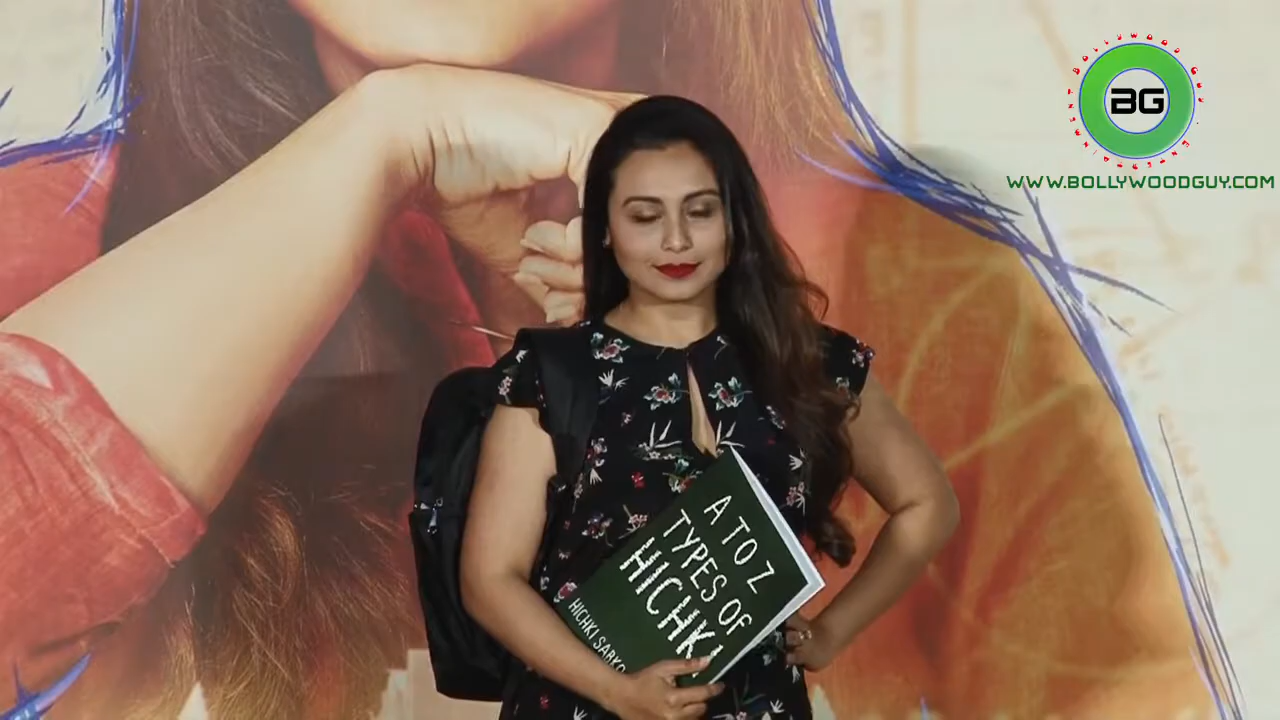 BG
WWW.BOLLYWOODGUY.COM
A TO Z
TYPES OF
HICHKI
HICHKI SARKO